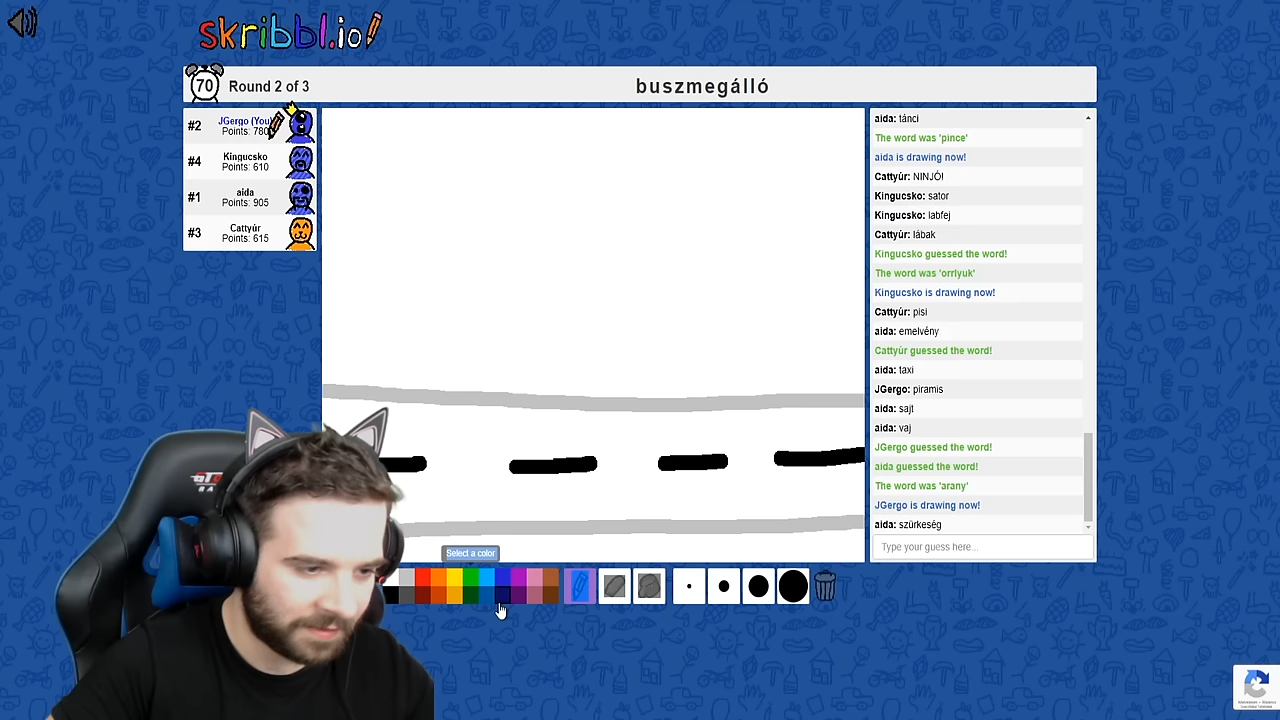 skribbl.io
70
Round 2 of 3
buszmegálló
#2
JGergo (You)
Points: 780
#4
Kingucsko
Points: 610
#1
aida
Points: 905
#3
Cattyúr
Points: 615
aida: tánci
The word was 'pince'
aida is drawing now!
Cattyúr: NINJÓ!
Kingucsko: sator
Kingucsko: labfej
Cattyúr: lábak
Kingucsko guessed the word!
The word was 'orrlyuk'
Kingucsko is drawing now!
Cattyúr: pisi
aida: emelvény
Cattyúr guessed the word!
aida: taxi
JGergo: piramis
aida: sajt
aida: vaj
JGergo guessed the word!
aida guessed the word!
The word was 'arany'
JGergo is drawing now!
aida: szürkeség
Type your guess here...
Select a color